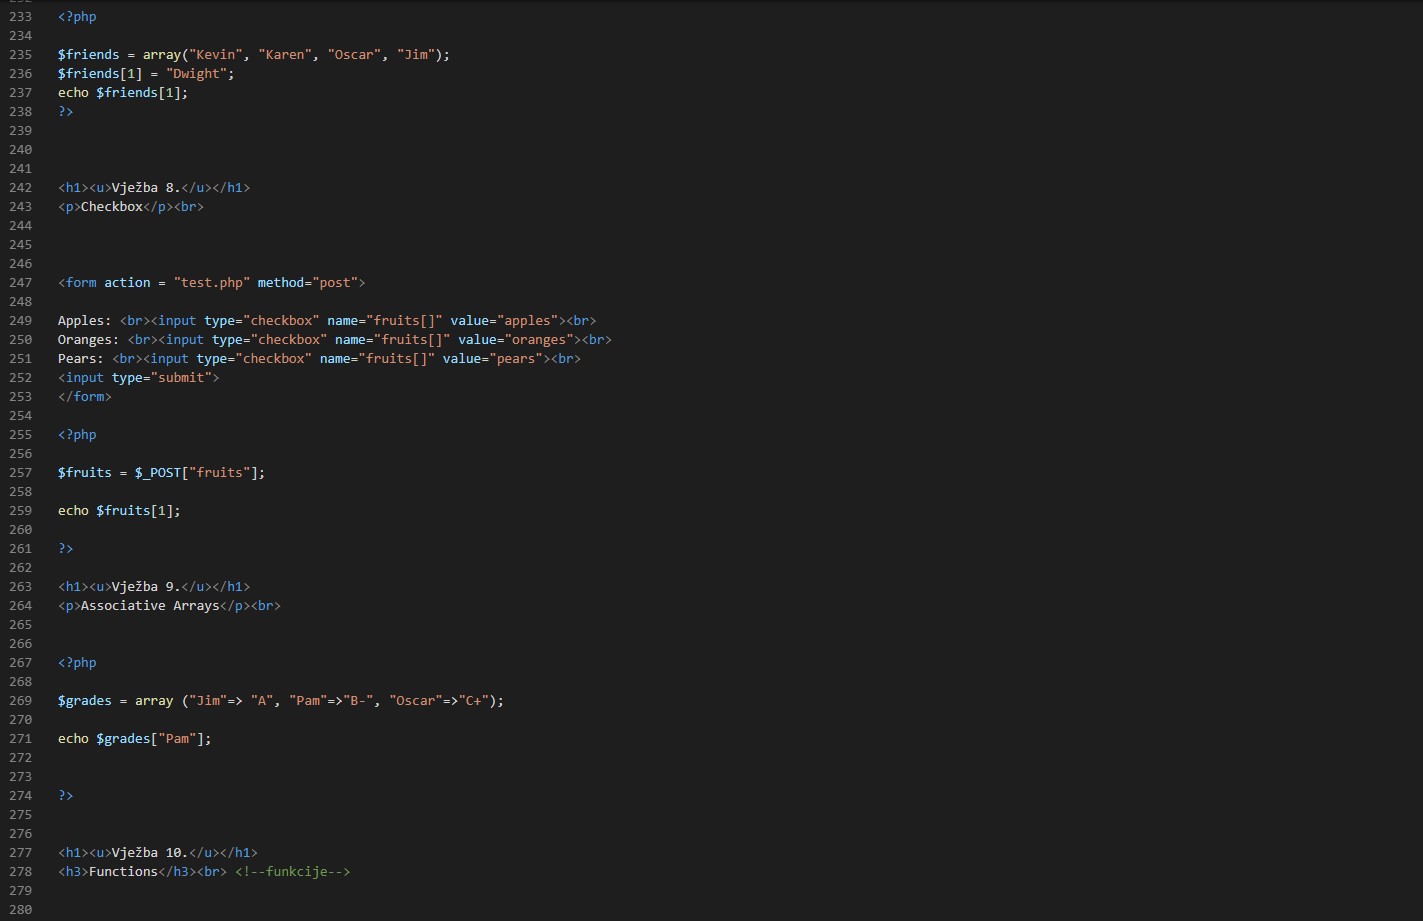 233 <?php
234
235 $friends = array("Kevin", "Karen", "Oscar", "Jim");
236 $friends[1] = "Dwight";
237 echo $friends[1];
238 ?>
239
240
241
242 <h1><u>Vježba 8.</u></h1>
243 <p>Checkbox</p><br>
244
245
246
247 <form action = "test.php" method="post">
248
249 Apples: <br><input type="checkbox" name="fruits[]" value="apples"><br>
250 Oranges: <br><input type="checkbox" name="fruits[]" value="oranges"><br>
251 Pears: <br><input type="checkbox" name="fruits[]" value="pears"><br>
252 <input type="submit">
253 </form>
254
255 <?php
256
257 $fruits = $_POST["fruits"];
258
259 echo $fruits[1];
260
261 ?>
262
263 <h1><u>Vježba 9.</u></h1>
264 <p>Associative Arrays</p><br>
265
266
267 <?php
268
269 $grades = array ("Jim"=> "A", "Pam"=>"B-", "Oscar"=>"C+");
270
271 echo $grades["Pam"];
272
273
274 ?>
275
276
277 <h1><u>Vježba 10.</u></h1>
278 <h3>Functions</h3><br> <!--funkcije-->
279
280